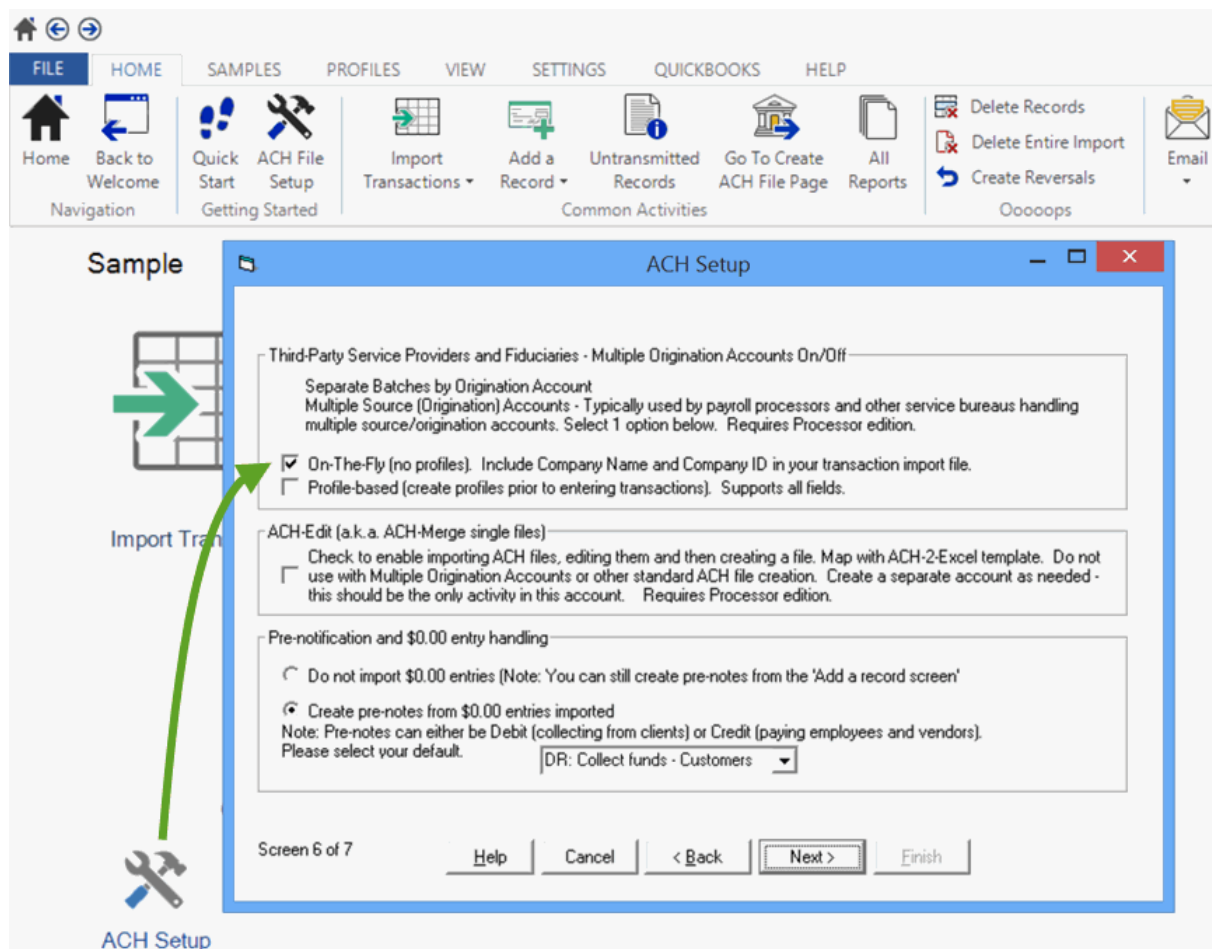 FILE HOME SAMPLES PROFILES VIEW SETTINGS QUICKBOOKS HELP
Home
Back to
Welcome
Navigation
Quick
Start
ACH File
Setup
Getting Started
Import
Transactions
Add a
Record
Untransmitted
Records
Go To Create
ACH File Page
All
Reports
Common Activities
Delete Records
Delete Entire Import
Create Reversals
Ooooops
Email
Sample
Import Tran
ACH Setup
ACH Setup
Third-Party Service Providers and Fiduciaries - Multiple Origination Accounts On/Off
Separate Batches by Origination Account
Multiple Source (Origination) Accounts - Typically used by payroll processors and other service bureaus handling
multiple source/origination accounts. Select 1 option below. Requires Processor edition.
On-The-Fly (no profiles). Include Company Name and Company ID in your transaction import file.
Profile-based (create profiles prior to entering transactions). Supports all fields.
ACH-Edit (a.k.a. ACH-Merge single files)
Check to enable importing ACH files, editing them and then creating a file. Map with ACH-2-Excel template. Do not
use with Multiple Origination Accounts or other standard ACH file creation. Create a separate account as needed -
this should be the only activity in this account. Requires Processor edition.
Pre-notification and $0.00 entry handling
Do not import $0.00 entries (Note: You can still create pre-notes from the 'Add a record screen'
Create pre-notes from $0.00 entries imported
Note: Pre-notes can either be Debit (collecting from clients) or Credit (paying employees and vendors).
Please select your default.
DR: Collect funds - Customers
Screen 6 of 7
Help
Cancel
< Back
Next >
Finish